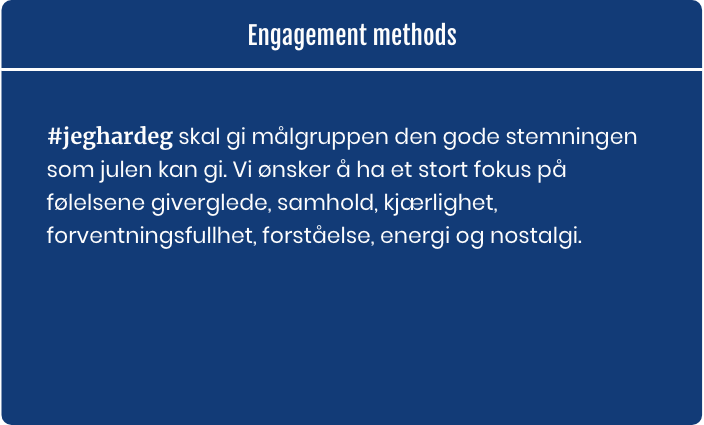 Engagement methods
#jeghardeg skal gi målgruppen den gode stemningen
som julen kan gi. Vi ønsker å ha et stort fokus på
følelsene giverglede, samhold, kjærlighet,
forventningsfullhet, forståelse, energi og nostalgi.